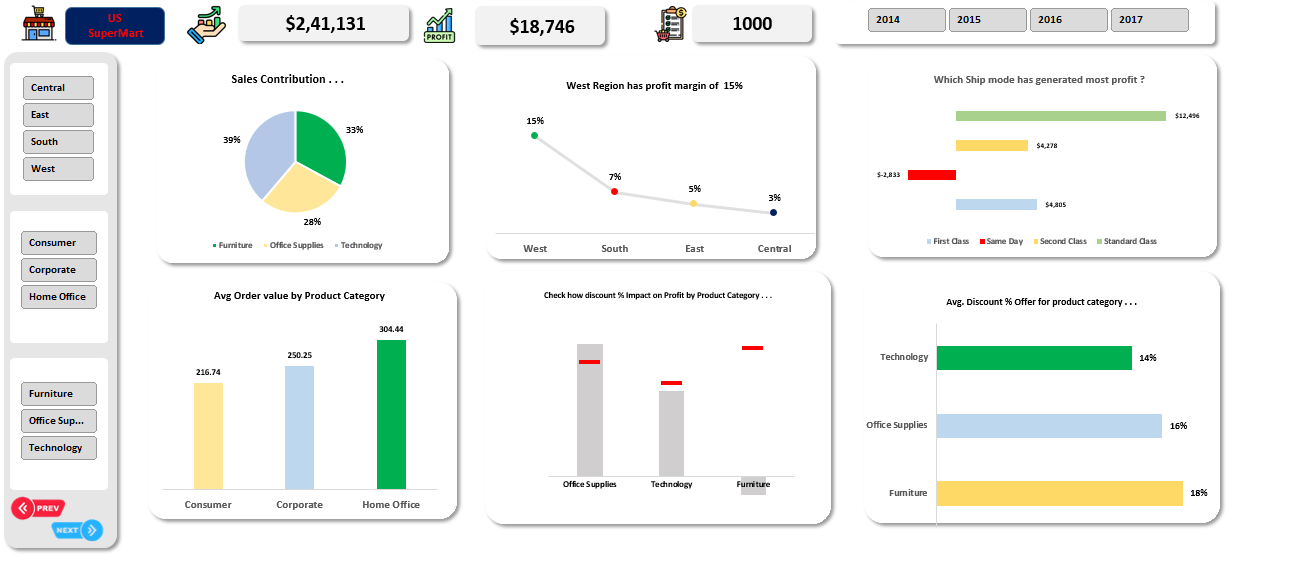 US
SuperMart
$2,41,131
PROFIT
$18,746
1000
2014
2015
2016
2017
Central
East
South
West
Consumer
Corporate
Home Office
Furniture
Office Sup...
Technology
PREV
NEXT
Sales Contribution . . .
33%
39%
28%
Furniture
Office Supplies
Technology
West Region has profit margin of 15%
15%
7%
5%
3%
West
South
East
Central
Which Ship mode has generated most profit ?
$12,496
$4,278
$-2,833
$4,805
First Class
Same Day
Second Class
Standard Class
Avg Order value by Product Category
304.44
250.25
216.74
Consumer
Corporate
Home Office
Check how discount % Impact on Profit by Product Category . . .
Office Supplies
Technology
Furniture
Avg. Discount % Offer for product category . . .
Technology
14%
Office Supplies
16%
Furniture
18%